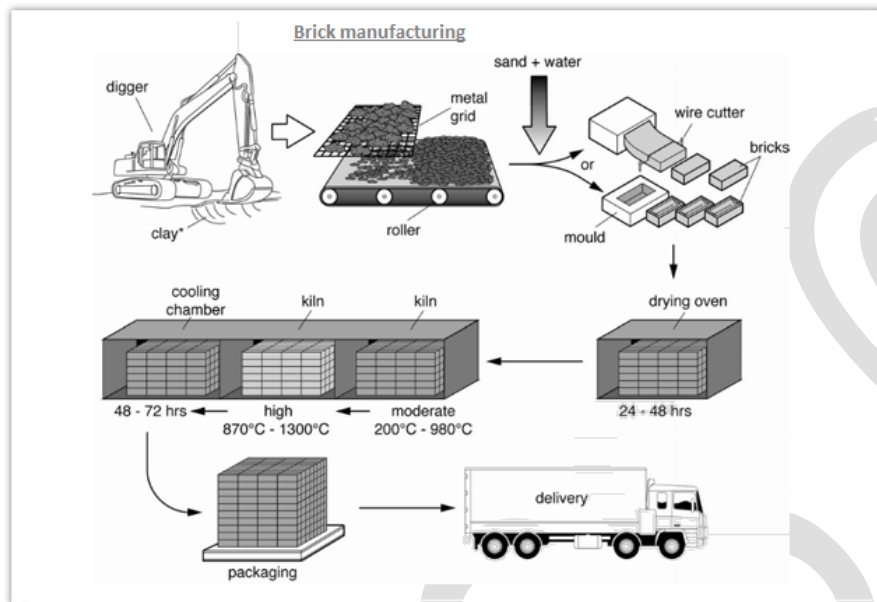 Brick manufacturing
sand + water
digger
metal
grid
wire cutter
bricks
or
roller
clay*
mould
cooling
chamber
kiln
kiln
drying oven
48 - 72 hrs
high
870°C - 1300°C
moderate
200°C - 980°C
24 - 48 hrs
delivery
packaging